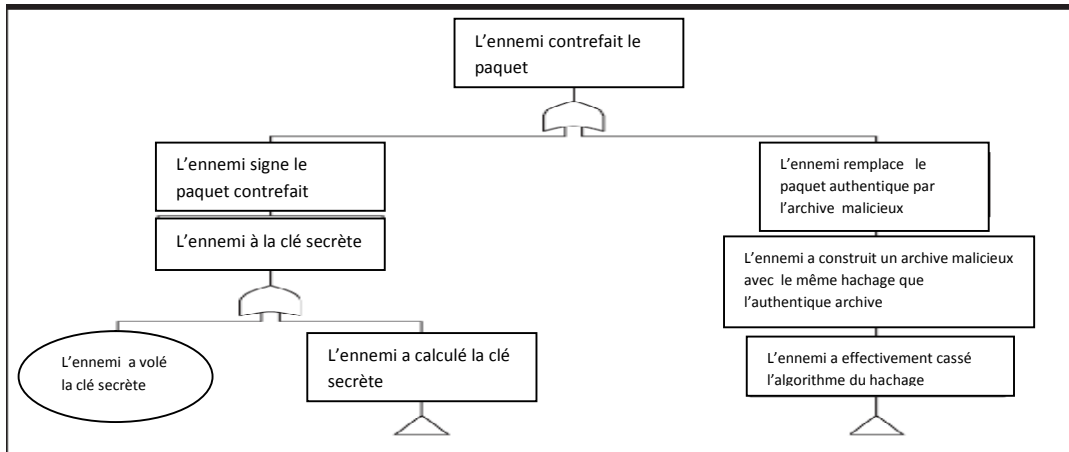 L'ennemi contrefait le
paquet
L'ennemi signe le
paquet contrefait
L'ennemi remplace le
paquet authentique par
l'archive malicieux
L'ennemi à la clé secrète
L'ennemi a construit un archive malicieux
avec le même hachage que
l'authentique archive
L'ennemi a volé
la clé secrète
L'ennemi a calculé la clé
secrète
L'ennemi a effectivement cassé
l'algorithme du hachage